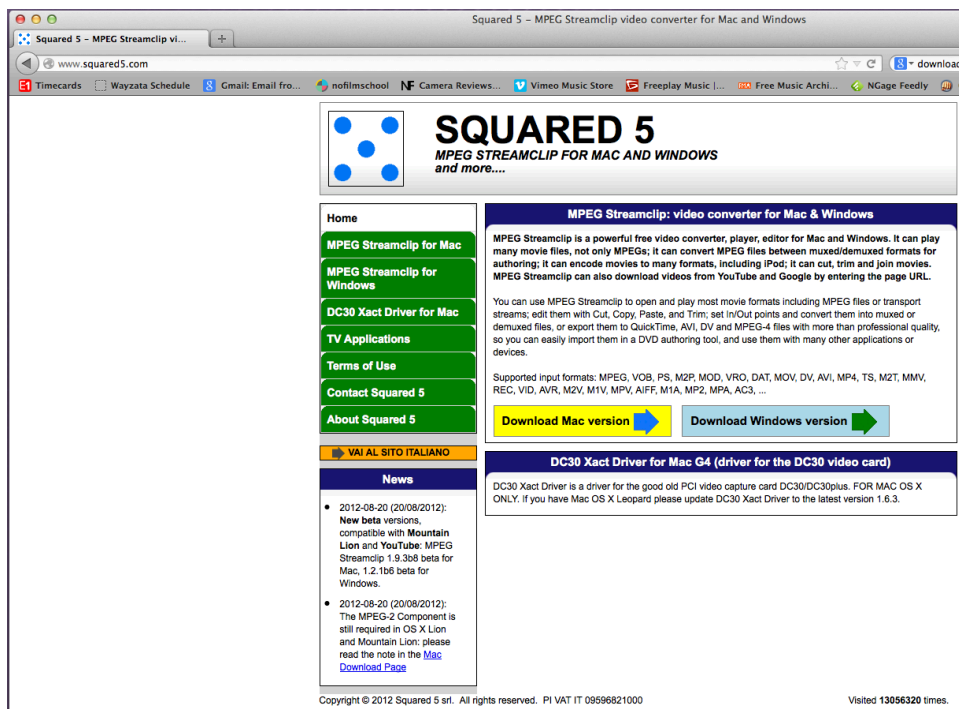 Squared 5 – MPEG Streamclip video converter for Mac and Windows
Squared 5 – MPEG Streamclip vi...
www.squared5.com
download
Timecards
Wayzata Schedule
Gmail: Email fro...
nofilmschool
NF Camera Reviews...
Vimeo Music Store
Freeplay Music |...
Free Music Archi...
NGage Feedly
SQUARED 5
MPEG STREAMCLIP FOR MAC AND WINDOWS
and more....
Home
MPEG Streamclip for Mac
MPEG Streamclip for
Windows
DC30 Xact Driver for Mac
TV Applications
Terms of Use
Contact Squared 5
About Squared 5
VAI AL SITO ITALIANO
News
2012-08-20 (20/08/2012):
New beta versions,
compatible with Mountain
Lion and YouTube: MPEG
Streamclip 1.9.3b8 beta for
Mac, 1.2.1b6 beta for
Windows.
2012-08-20 (20/08/2012):
The MPEG-2 Component is
still required in OS X Lion
and Mountain Lion: please
read the note in the Mac
Download Page
MPEG Streamclip: video converter for Mac & Windows
MPEG Streamclip is a powerful free video converter, player, editor for Mac and Windows. It can play
many movie files, not only MPEGs; it can convert MPEG files between muxed/demuxed formats for
authoring; it can encode movies to many formats, including iPod; it can cut, trim and join movies.
MPEG Streamclip can also download videos from YouTube and Google by entering the page URL.
You can use MPEG Streamclip to open and play most movie formats including MPEG files or transport
streams; edit them with Cut, Copy, Paste, and Trim; set In/Out points and convert them into muxed or
demuxed files, or export them to QuickTime, AVI, DV and MPEG-4 files with more than professional quality,
so you can easily import them in a DVD authoring tool, and use them with many other applications or
devices.
Supported input formats: MPEG, VOB, PS, M2P, MOD, VRO, DAT, MOV, DV, AVI, MP4, TS, M2T, MMV,
REC, VID, AVR, M2V, M1V, MPV, AIFF, M1A, MP2, MPA, AC3, ...
Download Mac version
Download Windows version
DC30 Xact Driver for Mac G4 (driver for the DC30 video card)
DC30 Xact Driver is a driver for the good old PCI video capture card DC30/DC30plus. FOR MAC OS X
ONLY. If you have Mac OS X Leopard please update DC30 Xact Driver to the latest version 1.6.3.
Copyright © 2012 Squared 5 srl. All rights reserved. PI VAT IT 09596821000
Visited 13056320 times.